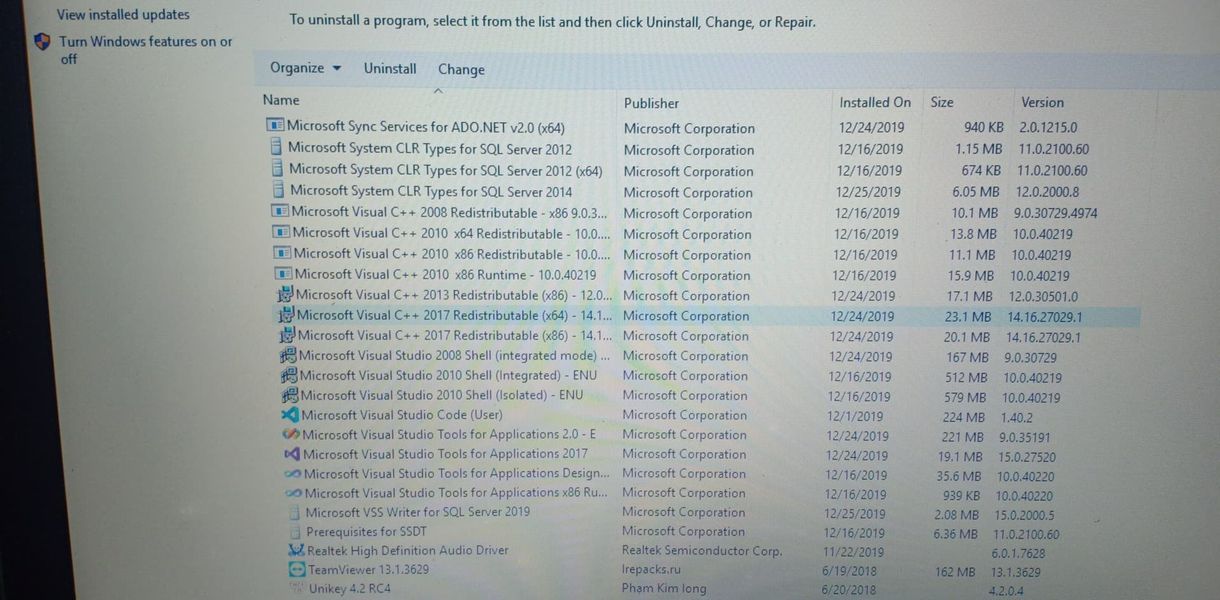 View installed updates
Turn Windows features on or
off
To uninstall a program, select it from the list and then click Uninstall, Change, or Repair.
Organize Uninstall Change
Name Publisher Installed On Size Version
Microsoft Sync Services for ADO.NET v2.0 (x64) Microsoft Corporation 12/24/2019 940 KB 2.0.1215.0
Microsoft System CLR Types for SQL Server 2012 Microsoft Corporation 12/16/2019 1.15 MB 11.0.2100.60
Microsoft System CLR Types for SQL Server 2012 (x64) Microsoft Corporation 12/16/2019 674 KB 11.0.2100.60
Microsoft System CLR Types for SQL Server 2014 Microsoft Corporation 12/25/2019 6.05 MB 12.0.2000.8
Microsoft Visual C++ 2008 Redistributable - x86 9.0.3... Microsoft Corporation 12/16/2019 10.1 MB 9.0.30729.4974
Microsoft Visual C++ 2010 x64 Redistributable - 10.0.... Microsoft Corporation 12/16/2019 13.8 MB 10.0.40219
Microsoft Visual C++ 2010 x86 Redistributable - 10.0.... Microsoft Corporation 12/16/2019 11.1 MB 10.0.40219
Microsoft Visual C++ 2010 x86 Runtime - 10.0.40219 Microsoft Corporation 12/16/2019 15.9 MB 10.0.40219
Microsoft Visual C++ 2013 Redistributable (x86) - 12.0... Microsoft Corporation 12/24/2019 17.1 MB 12.0.30501.0
Microsoft Visual C++ 2017 Redistributable (x64) - 14.1... Microsoft Corporation 12/24/2019 23.1 MB 14.16.27029.1
Microsoft Visual C++ 2017 Redistributable (x86) - 14.1... Microsoft Corporation 12/24/2019 20.1 MB 14.16.27029.1
Microsoft Visual Studio 2008 Shell (integrated mode) ... Microsoft Corporation 12/24/2019 167 MB 9.0.30729
Microsoft Visual Studio 2010 Shell (Integrated) - ENU Microsoft Corporation 12/16/2019 512 MB 10.0.40219
Microsoft Visual Studio 2010 Shell (Isolated) - ENU Microsoft Corporation 12/16/2019 579 MB 10.0.40219
Microsoft Visual Studio Code (User) Microsoft Corporation 12/1/2019 224 MB 1.40.2
Microsoft Visual Studio Tools for Applications 2.0 - E Microsoft Corporation 12/24/2019 221 MB 9.0.35191
Microsoft Visual Studio Tools for Applications 2017 Microsoft Corporation 12/24/2019 19.1 MB 15.0.27520
Microsoft Visual Studio Tools for Applications Design... Microsoft Corporation 12/16/2019 35.6 MB 10.0.40220
Microsoft Visual Studio Tools for Applications x86 Ru... Microsoft Corporation 12/16/2019 939 KB 10.0.40220
Microsoft VSS Writer for SQL Server 2019 Microsoft Corporation 12/25/2019 2.08 MB 15.0.2000.5
Prerequisites for SSDT Microsoft Corporation 12/16/2019 6.36 MB 11.0.2100.60
Realtek High Definition Audio Driver Realtek Semiconductor Corp. 11/22/2019 6.0.1.7628
TeamViewer 13.1.3629 lrepacks.ru 6/19/2018 162 MB 13.1.3629
Unikey 4.2 RC4 Pham Kim long 6/20/2018 4.2.0.4